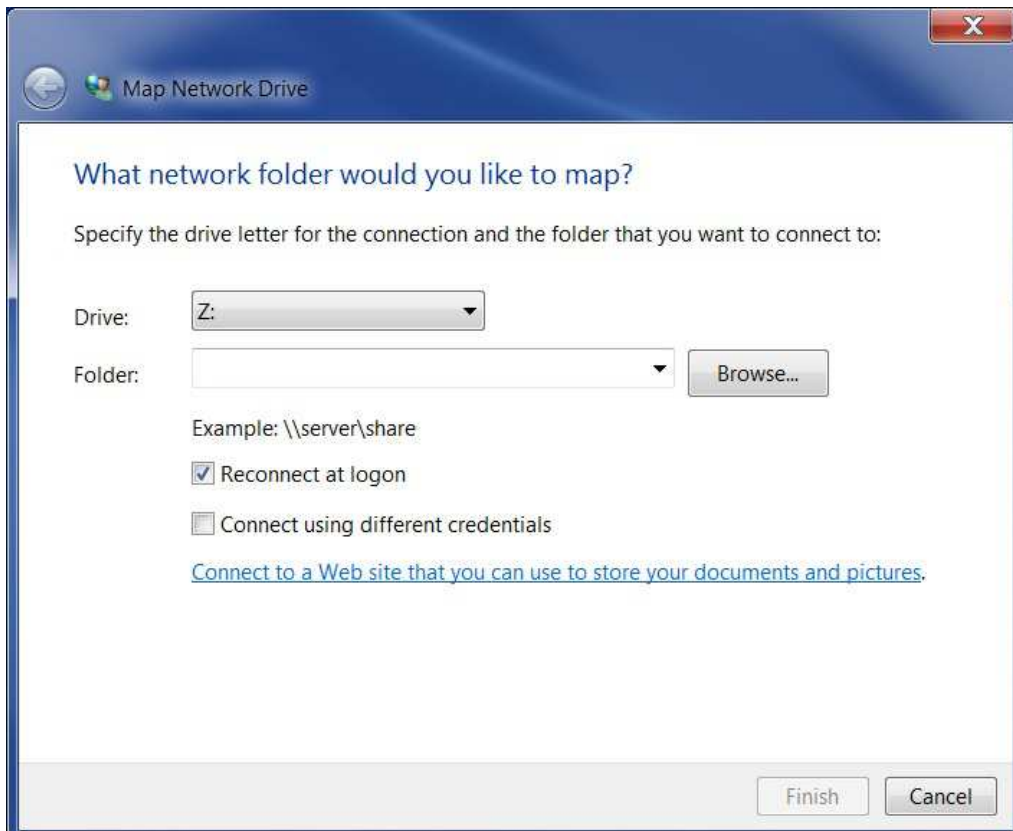 Map Network Drive
What network folder would you like to map?
Specify the drive letter for the connection and the folder that you want to connect to:
Drive: Z:
Folder: Browse...
Example: \\server\share
Reconnect at logon
Connect using different credentials
Connect to a Web site that you can use to store your documents and pictures.
Finish Cancel